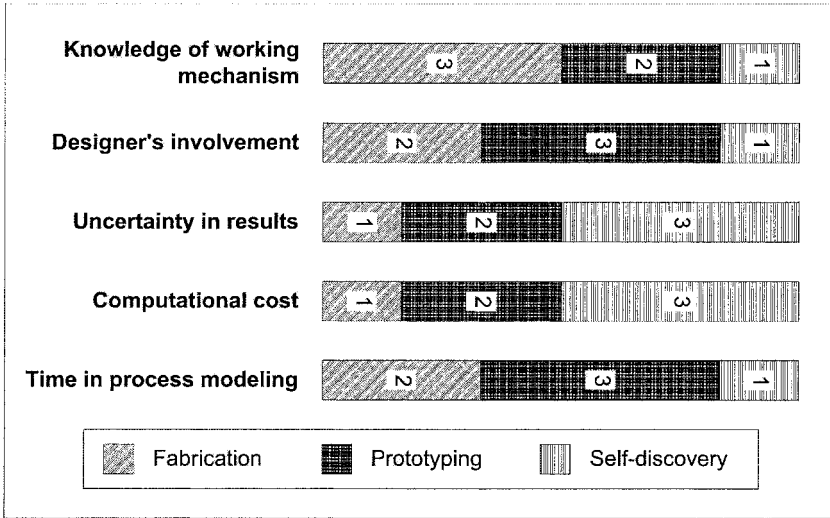 Knowledge of working
mechanism
3 2 1
Designer's involvement
2 3 1
Uncertainty in results
1 2 3
Computational cost
1 2 3
Time in process modeling
2 3 1
Fabrication Prototyping Self-discovery